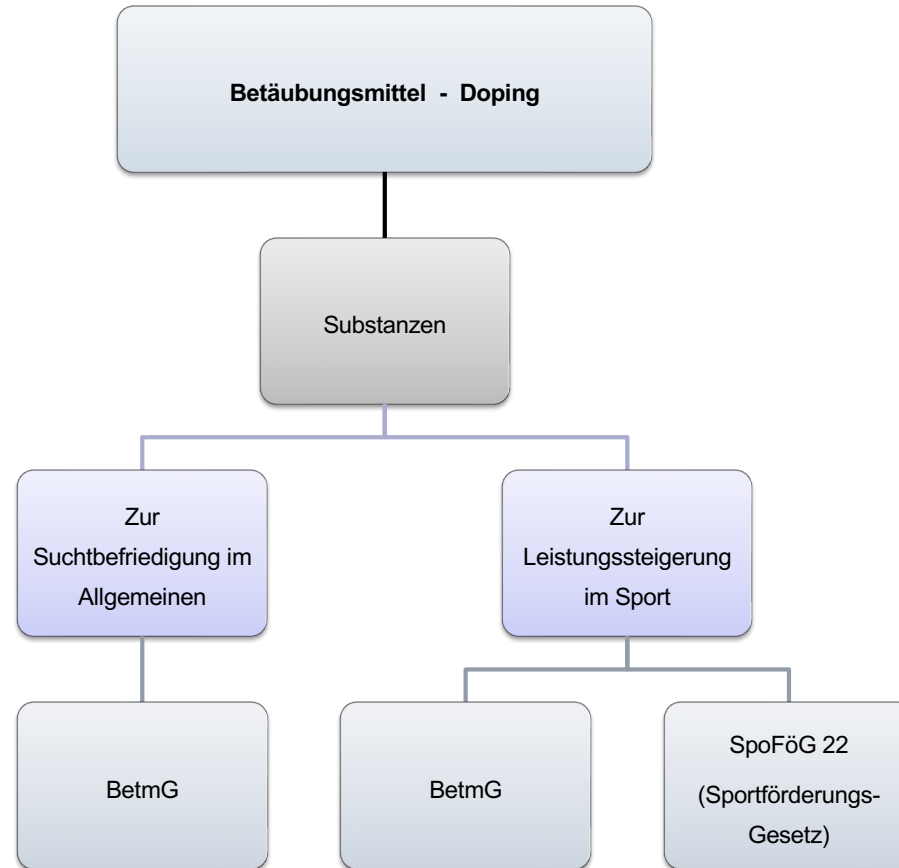 Betäubungsmittel - Doping
Substanzen
Zur
Suchtbefriedigung im
Allgemeinen
Zur
Leistungssteigerung
im Sport
BetmG
BetmG
SpoFöG 22
(Sportförderungs-
Gesetz)